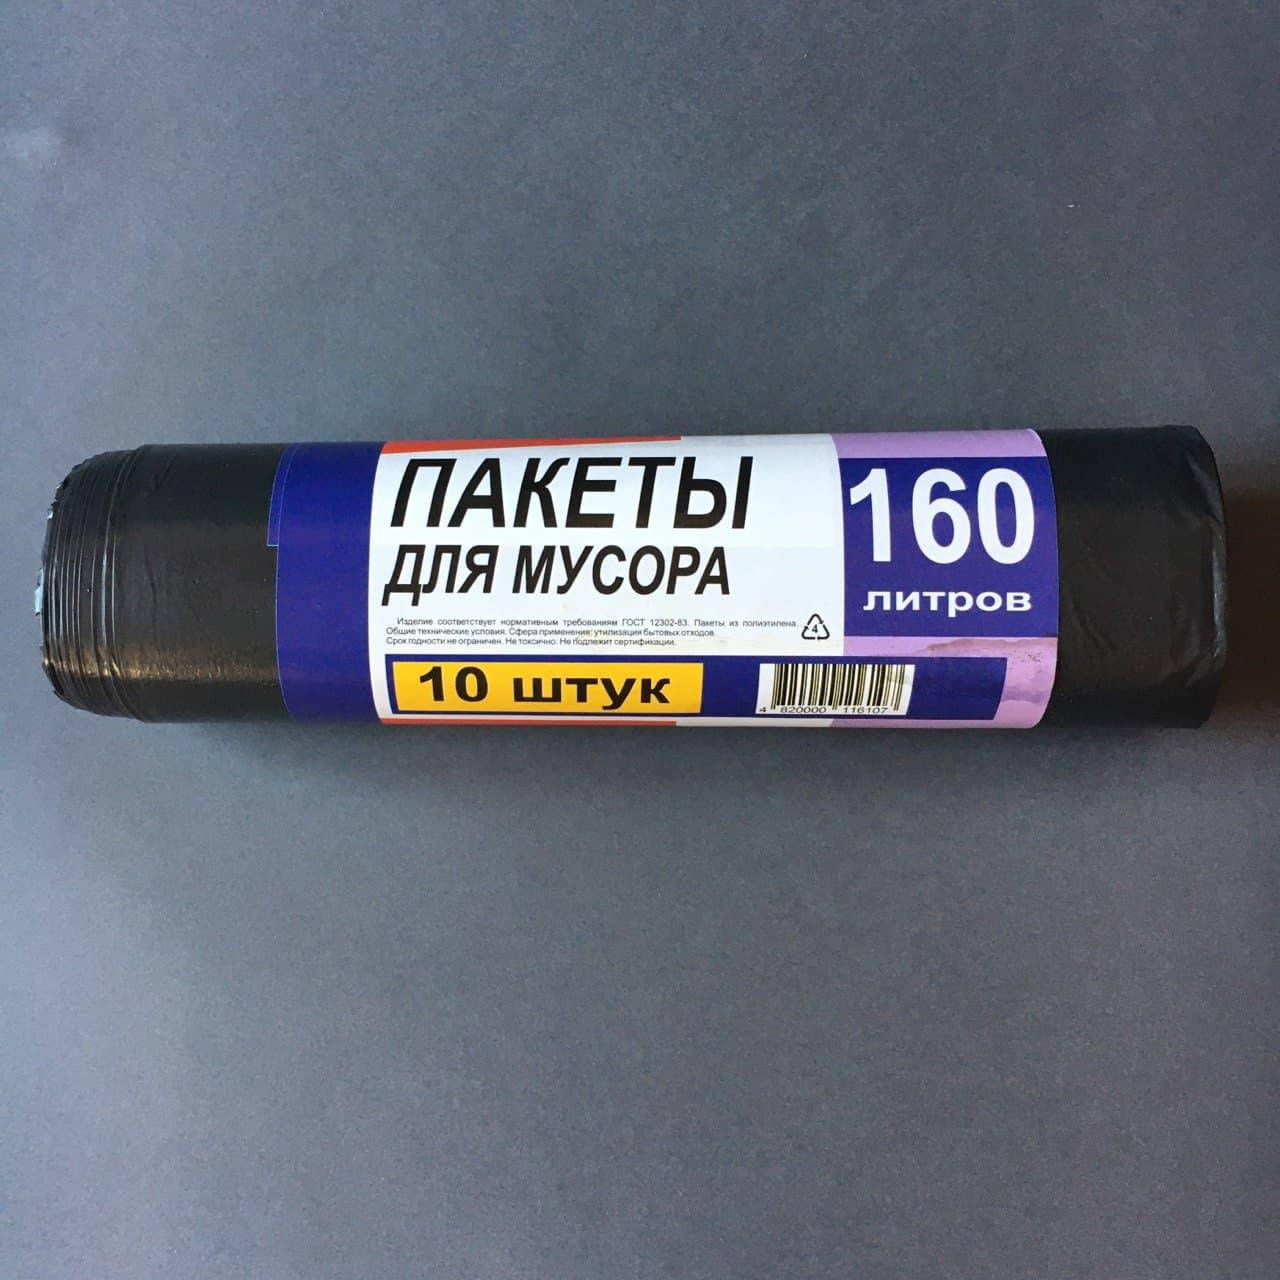 ПАКЕТЫ
ДЛЯ МУСОРА
160
литров
Изделие соответствует нормативным требованиям ГОСТ 12302-83. Пакеты из полиэтилена.
Общие технические условия. Сфера применения: утилизация бытовых отходов.
Срок годности не ограничен. Не токсично. Не подлежит сертификации.
4
10 штук
4 820000 116107